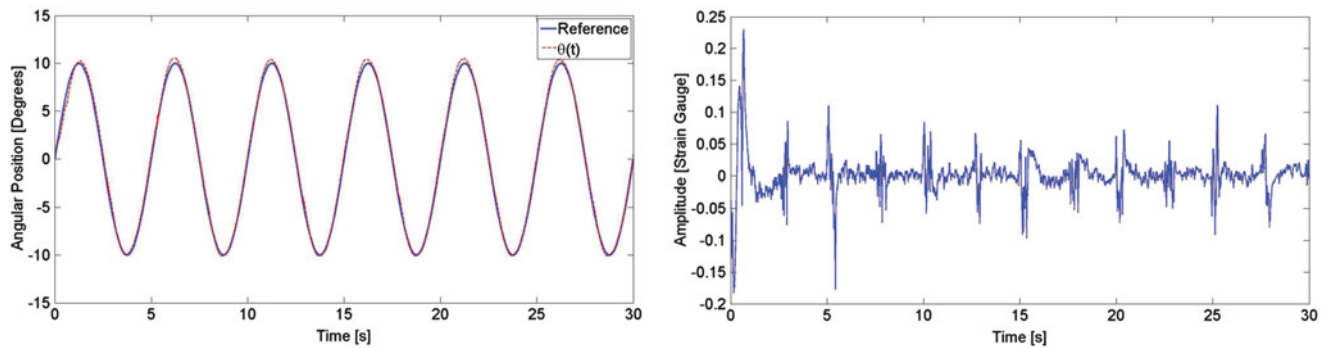 15
10
5
0
-5
-10
-15
Angular Position [Degrees]
Reference
θ(t)
0 5 10 15 20 25 30
Time [s]
0.25
0.2
0.15
0.1
0.05
0
-0.05
-0.1
-0.15
-0.2
Amplitude [Strain Gauge]
0 5 10 15 20 25 30
Time [s]